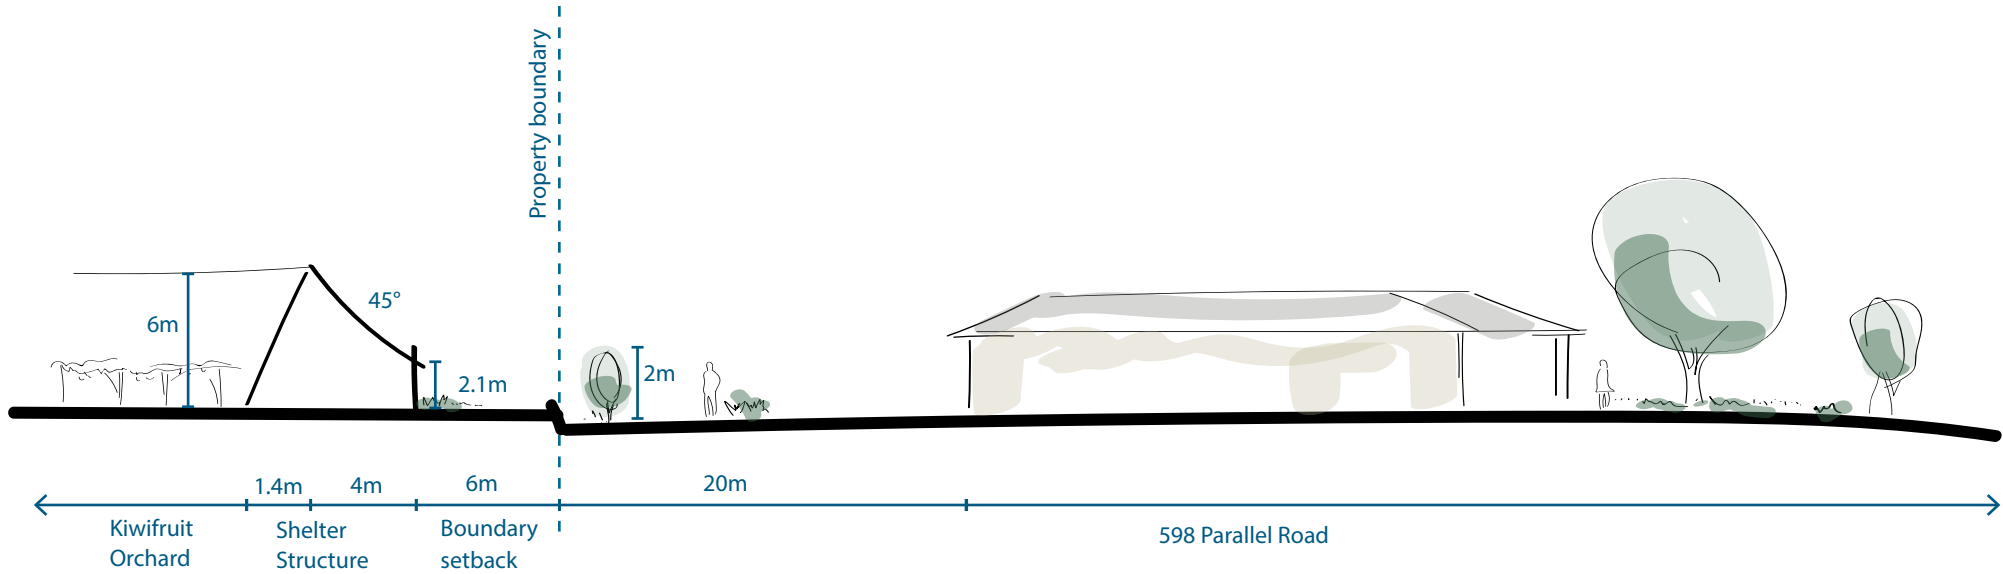 Property boundary
45°
6m
2.1m
2m
1.4m
4m
6m
20m
Kiwifruit
Orchard
Shelter
Structure
Boundary
setback
598 Parallel Road